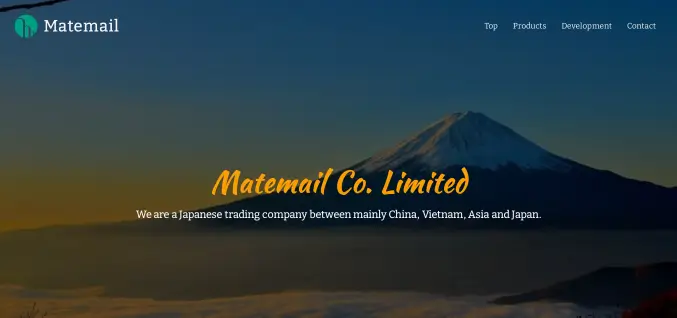 Matemail
Top Products Development Contact
Matemail Co. Limited
We are a Japanese trading company between mainly China, Vietnam, Asia and Japan.